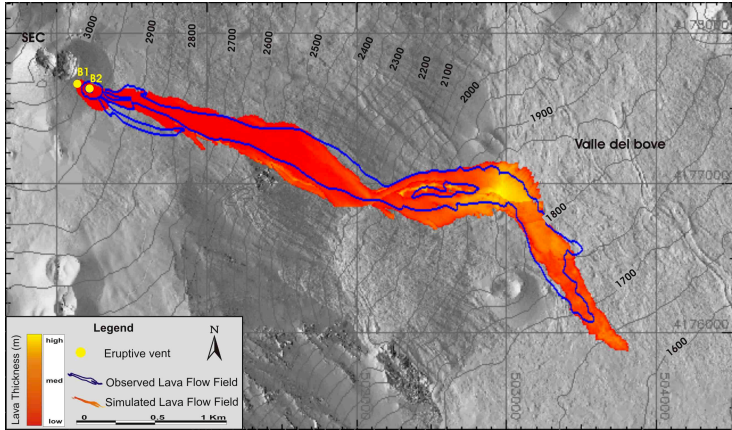 SEC
3000
2900
2800
2700
2600
2500
2400
2300
2200
2100
2000
1900
1800
1700
1600
4178000
4177000
4176000
B1
B2
Valle del bove
504000
Legend
Lava Thickness (m)
high
med
low
Eruptive vent
N
Observed Lava Flow Field
Simulated Lava Flow Field
0 0.5 1 Km